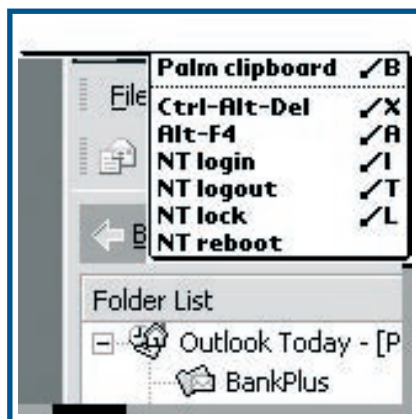 File
Palm clipboard ✓B
Ctrl-Alt-Del ✓X
Alt-F4 ✓A
NT login ✓I
NT logout ✓T
NT lock ✓L
NT reboot
B
Folder List
Outlook Today - [P
BankPlus